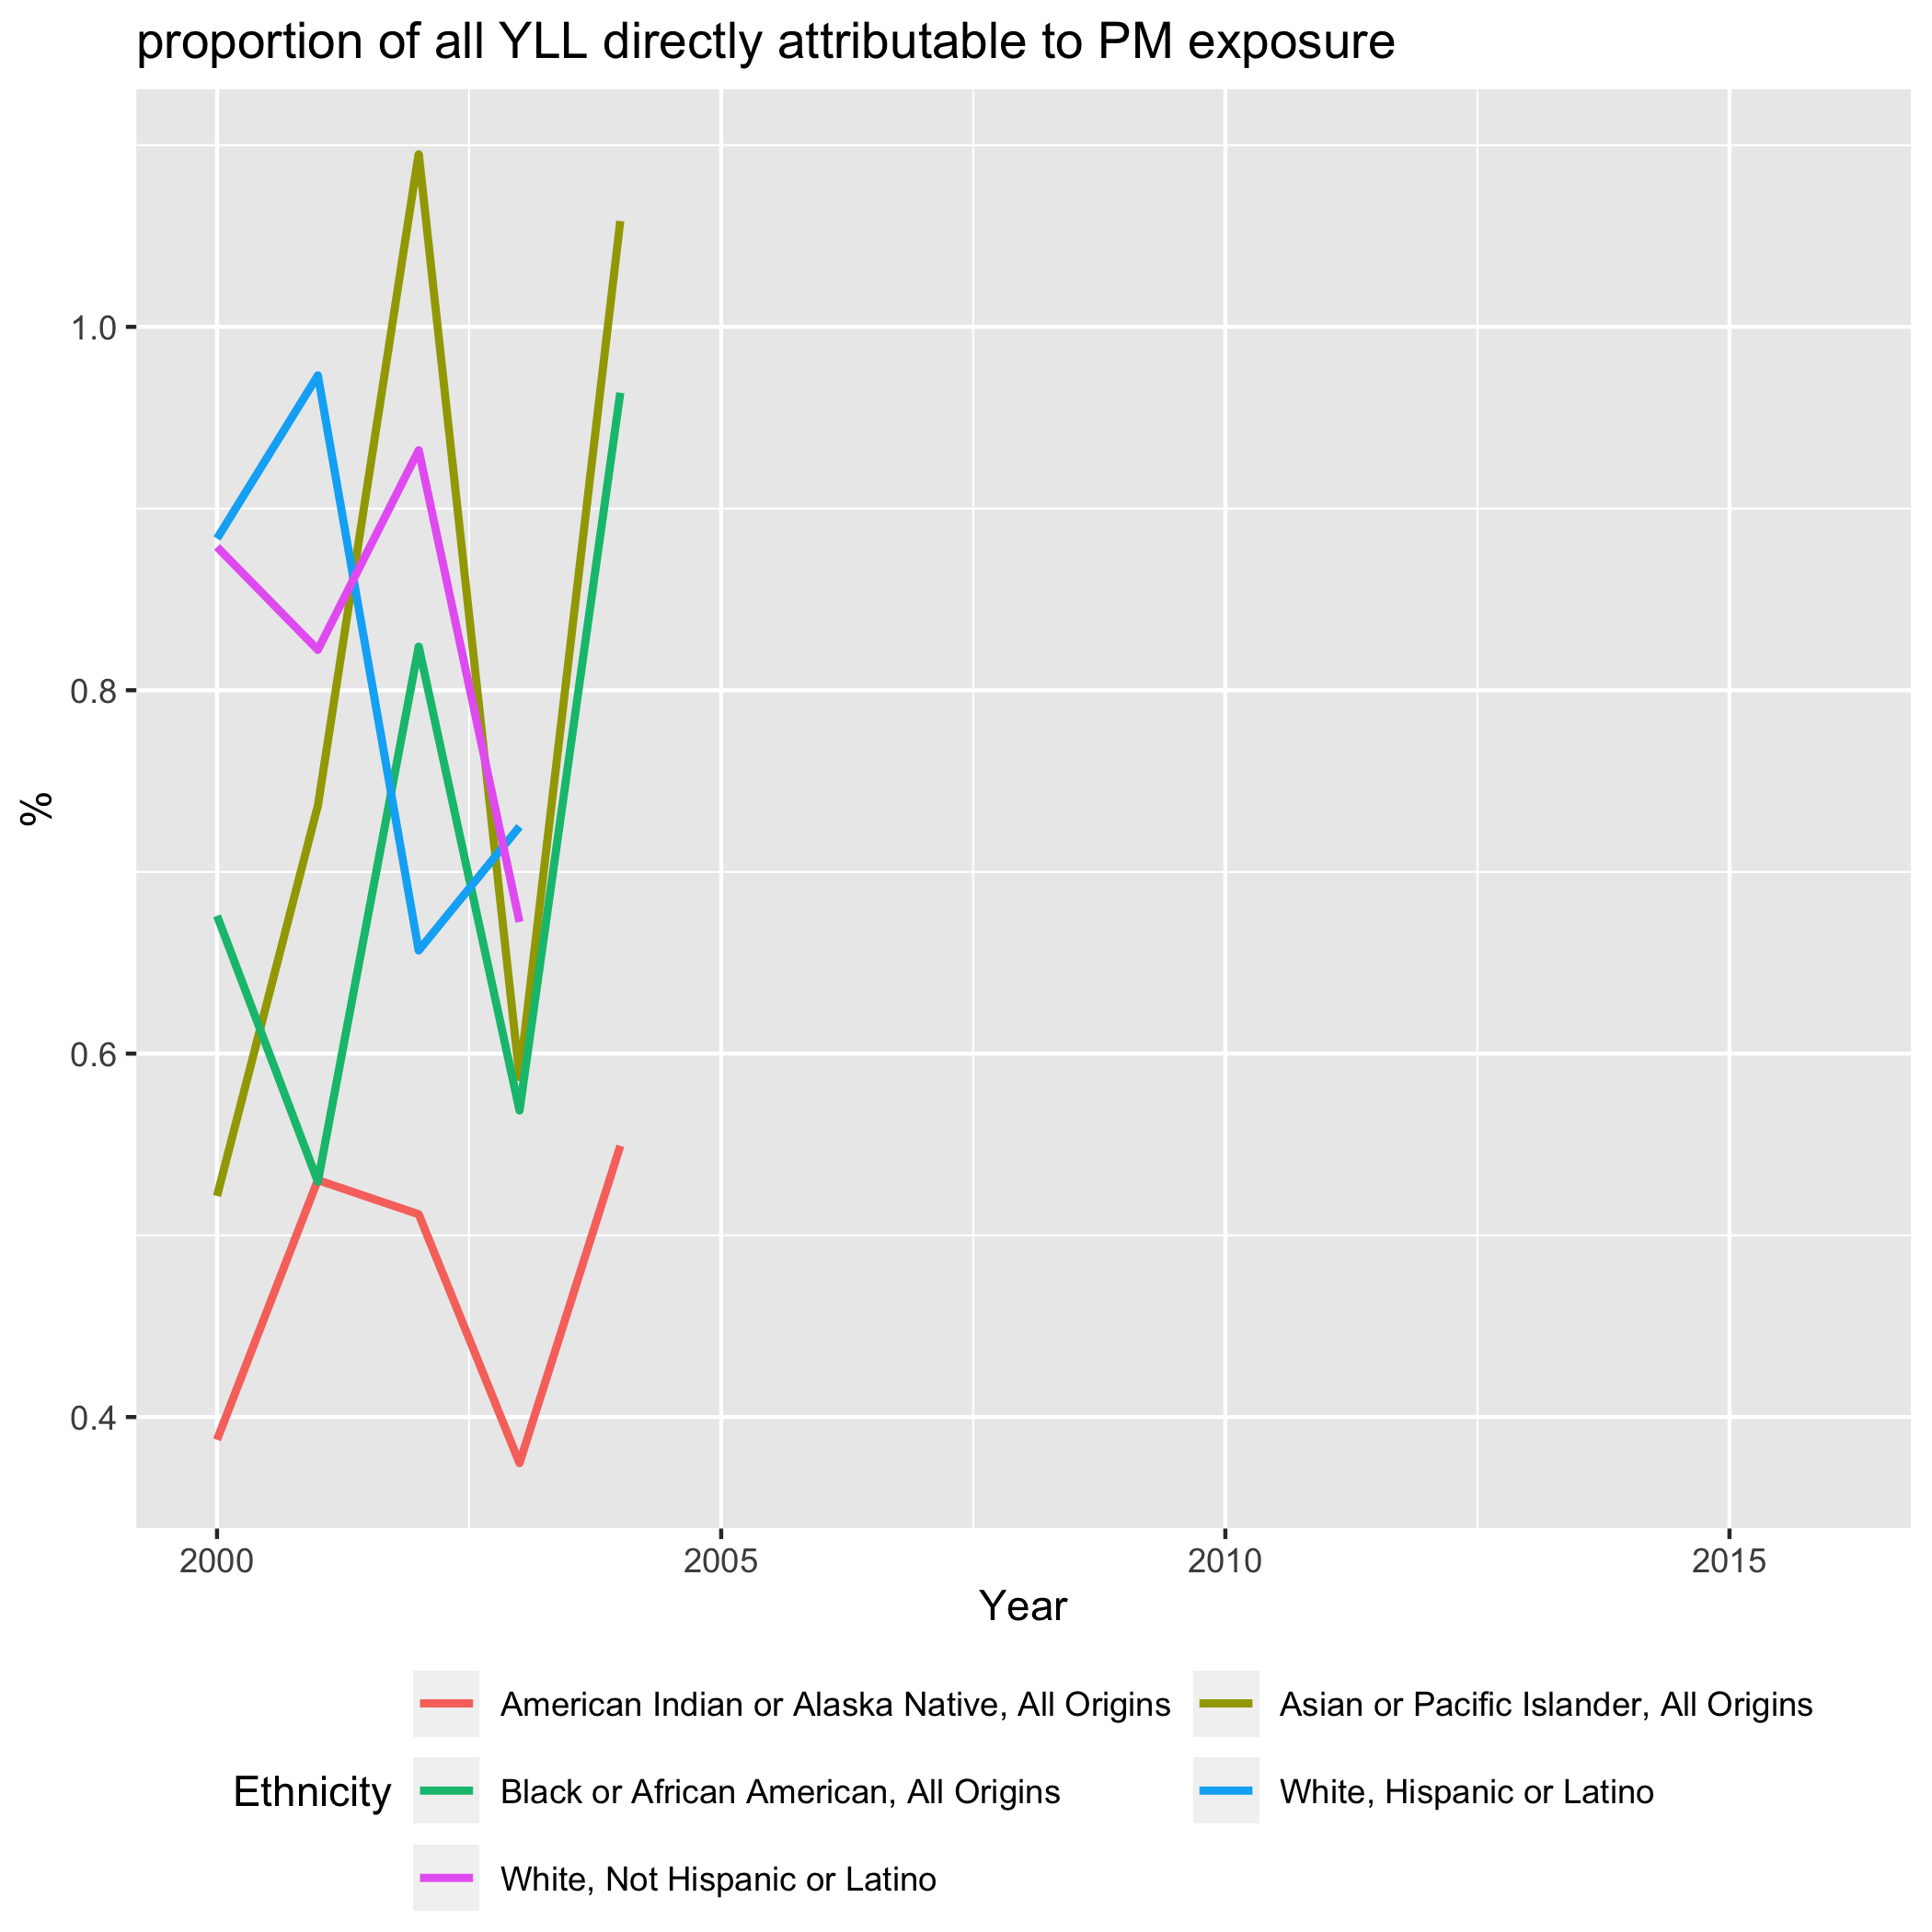 proportion of all YLL directly attributable to PM exposure
%
1.0
0.8
0.6
0.4
2000 2005 2010 2015
Year
Ethnicity
American Indian or Alaska Native, All Origins
Asian or Pacific Islander, All Origins
Black or African American, All Origins
White, Hispanic or Latino
White, Not Hispanic or Latino